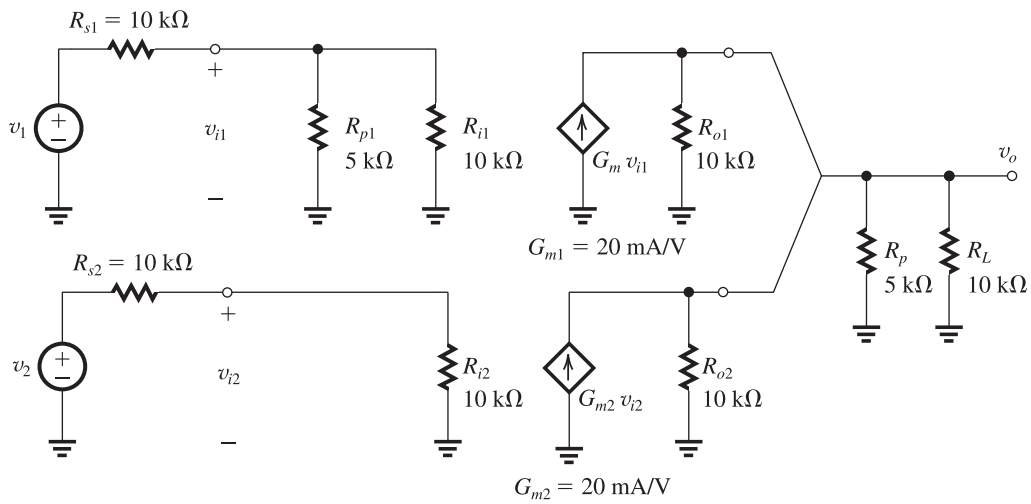 R_{s1} = 10 kΩ
v_1
+
−
+
v_{i1}
−
R_{p1}
5 kΩ
R_{i1}
10 kΩ
G_m v_{i1}
R_{o1}
10 kΩ
G_{m1} = 20 mA/V
v_o
R_p
5 kΩ
R_L
10 kΩ
R_{s2} = 10 kΩ
v_2
+
−
+
v_{i2}
−
R_{i2}
10 kΩ
G_{m2} v_{i2}
R_{o2}
10 kΩ
G_{m2} = 20 mA/V